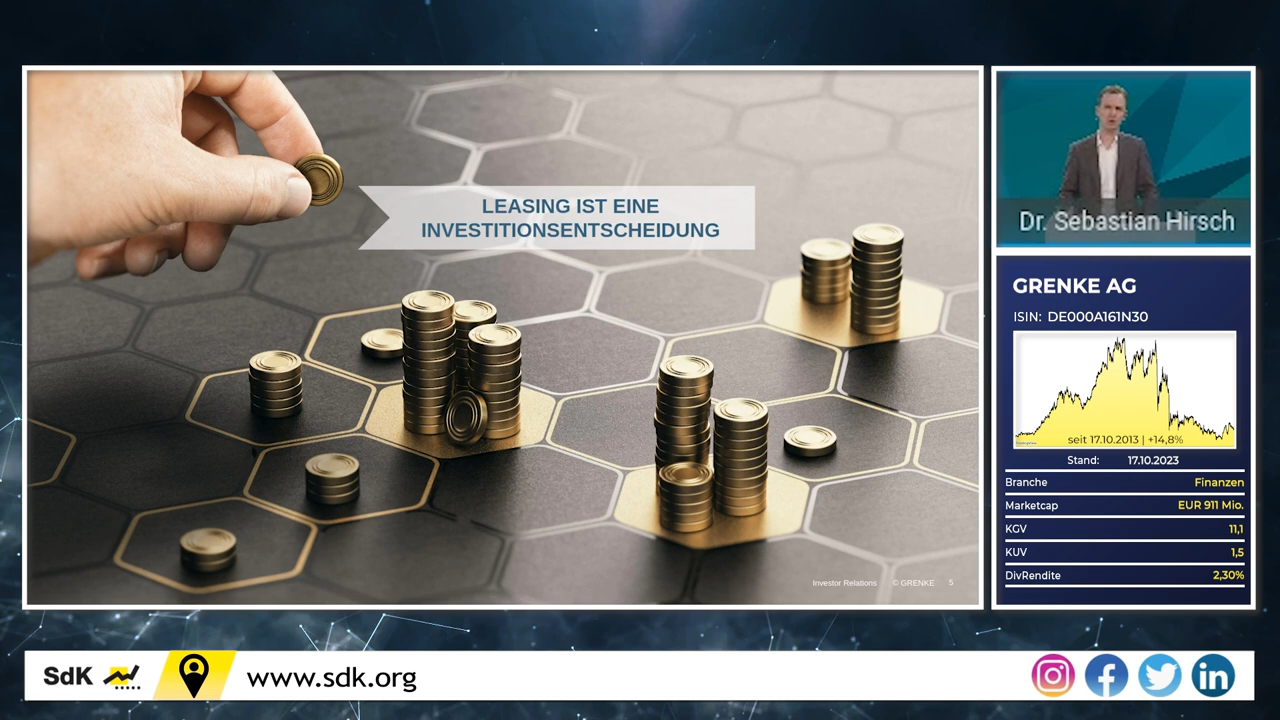 LEASING IST EINE
INVESTITIONSENTSCHEIDUNG
Investor Relations © GRENKE 5
Dr. Sebastian Hirsch
GRENKE AG
ISIN: DE000A161N30
seit 17.10.2013 | +14,8%
Stand: 17.10.2023
Branche Finanzen
Marketcap EUR 911 Mio.
KGV 11,1
KUV 1,5
DivRendite 2,30%
SdK www.sdk.org